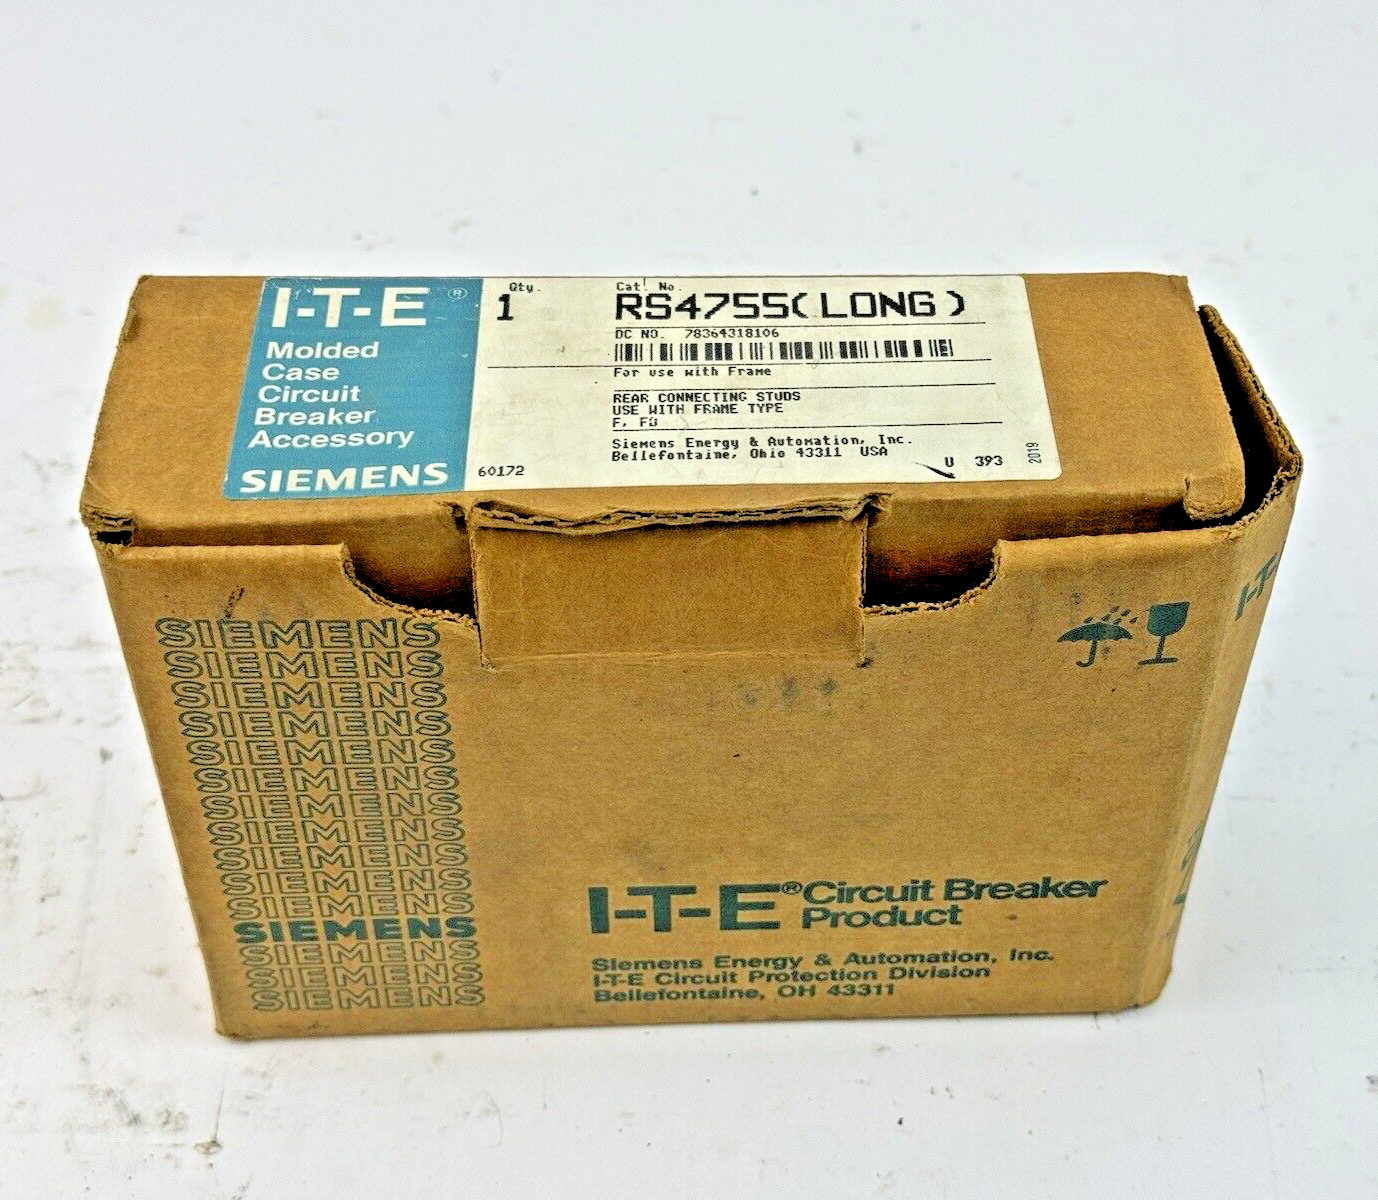 I-T-E ®
Molded
Case
Circuit
Breaker
Accessory
SIEMENS
Qty.
1
60172
Cat. No.
RS4755(LONG)
DC NO. 78364318106
For use with Frame
REAR CONNECTING STUDS
USE WITH FRAME TYPE
F, FD
Siemens Energy & Automation, Inc.
Bellefontaine, Ohio 43311 USA
U 393
2019
SIEMENS
SIEMENS
SIEMENS
SIEMENS
SIEMENS
SIEMENS
SIEMENS
SIEMENS
SIEMENS
SIEMENS
SIEMENS
SIEMENS
SIEMENS
SIEMENS
I-T-E® Circuit Breaker
Product
Siemens Energy & Automation, Inc.
I-T-E Circuit Protection Division
Bellefontaine, OH 43311
I-T-